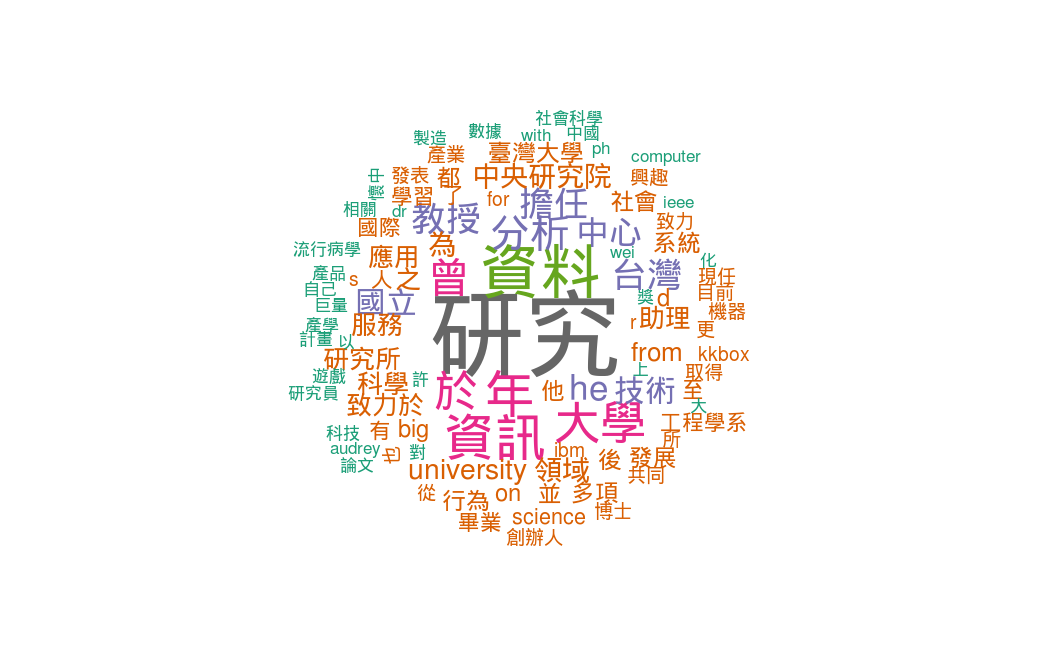 社會科學
製造 數據 with 中國
產業 臺灣大學 ph computer
發表 都 中央研究院 興趣
學習 了 for 擔任 社會 ieee
相關 dr 教授 致力
國際 為 分析 中心 系統
流行病學 應用 wei 化
產品 s 人 之 曾 資料 台灣 現任
自己 獎 d 目前
巨量 國立 機器
產學 服務 研究 r 助理 更
計畫 以
研究所 from kkbox
遊戲 科學 許 上 取得
研究員 於 年 他 he 技術 至
致力於 大
科技 有 big 資訊 大學 工程學系
audrey 也 對 ibm 所
論文 university 領域 後 發展
共同
從 行為 on 並 多項
畢業 science 博士
創辦人